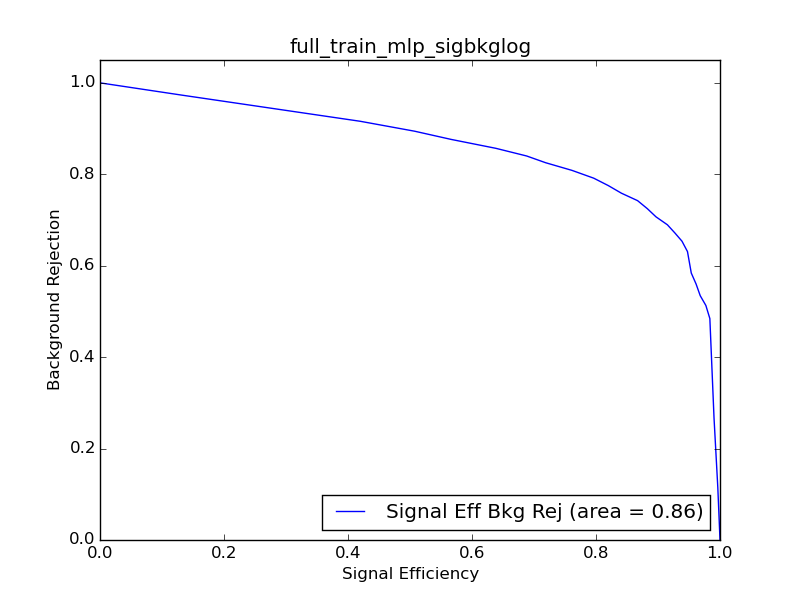 full_train_mlp_sigbkglog
1.0
0.8
0.6
0.4
0.2
0.0
Background Rejection
Signal Eff Bkg Rej (area = 0.86)
0.0 0.2 0.4 0.6 0.8 1.0
Signal Efficiency